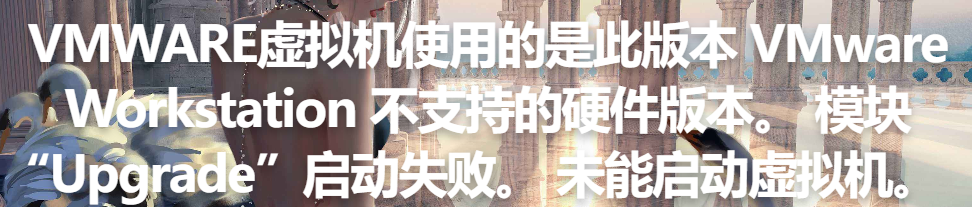 VMWARE虚拟机使用的是此版本 VMware
Workstation 不支持的硬件版本。 模块
“Upgrade”启动失败。 未能启动虚拟机。